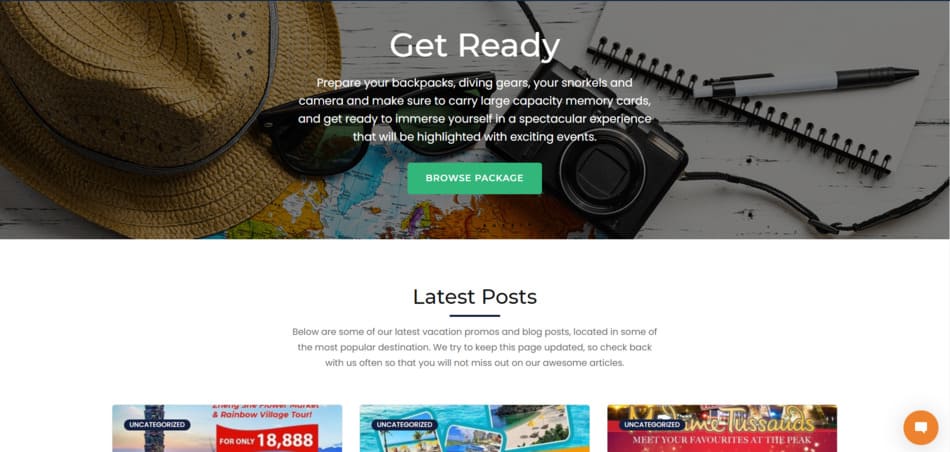 Get Ready
Prepare your backpacks, diving gears, your snorkels and
camera and make sure to carry large capacity memory cards,
and get ready to immerse yourself in a spectacular experience
that will be highlighted with exciting events.
BROWSE PACKAGE
Latest Posts
Below are some of our latest vacation promos and blog posts, located in some of
the most popular destination. We try to keep this page updated, so check back
with us often so that you will not miss out on our awesome articles.
Zheng She Flower Market
& Rainbow Village Tour!
UNCATEGORIZED
FOR ONLY 18,888
UNCATEGORIZED
UNCATEGORIZED
Tussauds
MEET YOUR FAVOURITES AT THE PEAK